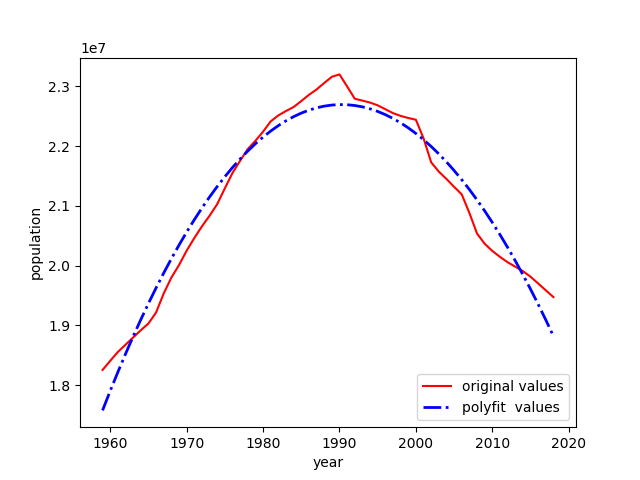 1e7
2.3
2.2
2.1
2.0
1.9
1.8
population
1960 1970 1980 1990 2000 2010 2020
year
original values
polyfit  values